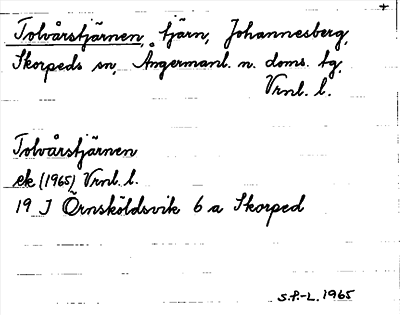 Tolvårstjärnen, tjärn, Johannesberg,
Skorpeds sn, Ångermanl. n. doms. tg,
Vrnl. l.
Tolvårstjärnen
ek (1965) Vrnl. l.
19 J Örnsköldsvik 6 a Skorped
S.P.-L. 1965